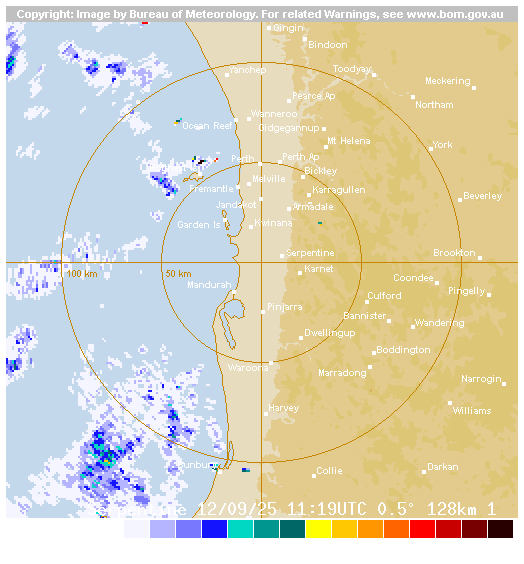 Copyright: Image by Bureau of Meteorology. For related Warnings, see www.bom.gov.au
Gingin
Bindoon
Yanchep
Toodyay
Meckering
Pearce Ap
Northam
Wanneroo
Ocean Reef
Gidgegannup
Mt Helena
York
Perth
Perth Ap
Bickley
Melville
Fremantle
Karragullen
Beverley
Jandakot
Armadale
Garden Is
Kwinana
Serpentine
Brookton
100 km
50 km
Karnet
Mandurah
Coondee
Pingelly
Cufford
Pinjarra
Bannister
Wandering
Dwellingup
Boddington
Waroona
Marradong
Narrogin
Harvey
Williams
Bunbury
Collie
Darkan
12/09/25 11:19UTC 0.5° 128km 1